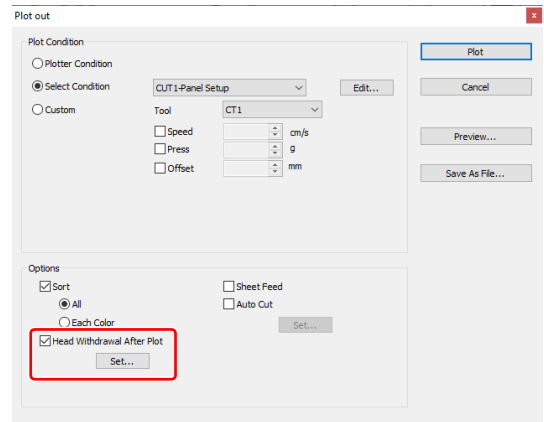 Plot out
x
Plot Condition
Plotter Condition
Select Condition CUT1-Panel Setup Edit...
Custom Tool CT1
Speed cm/s
Press g
Offset mm
Plot
Cancel
Preview...
Save As File...
Options
Sort
All
Each Color
Head Withdrawal After Plot
Set...
Sheet Feed
Auto Cut
Set...